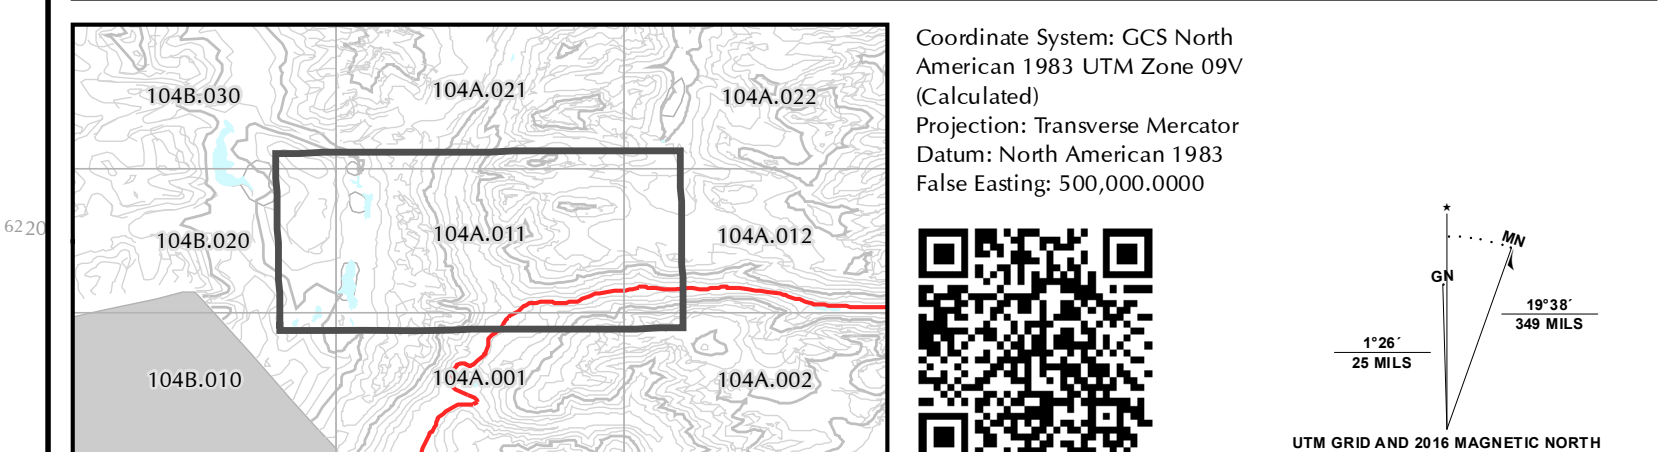 104B.030
104A.021
104A.022
6220
104B.020
104A.011
104A.012
104B.010
104A.001
104A.002
Coordinate System: GCS North
American 1983 UTM Zone 09V
(Calculated)
Projection: Transverse Mercator
Datum: North American 1983
False Easting: 500,000.0000
MN
GN
19°38´
349 MILS
1°26´
25 MILS
UTM GRID AND 2016 MAGNETIC NORTH